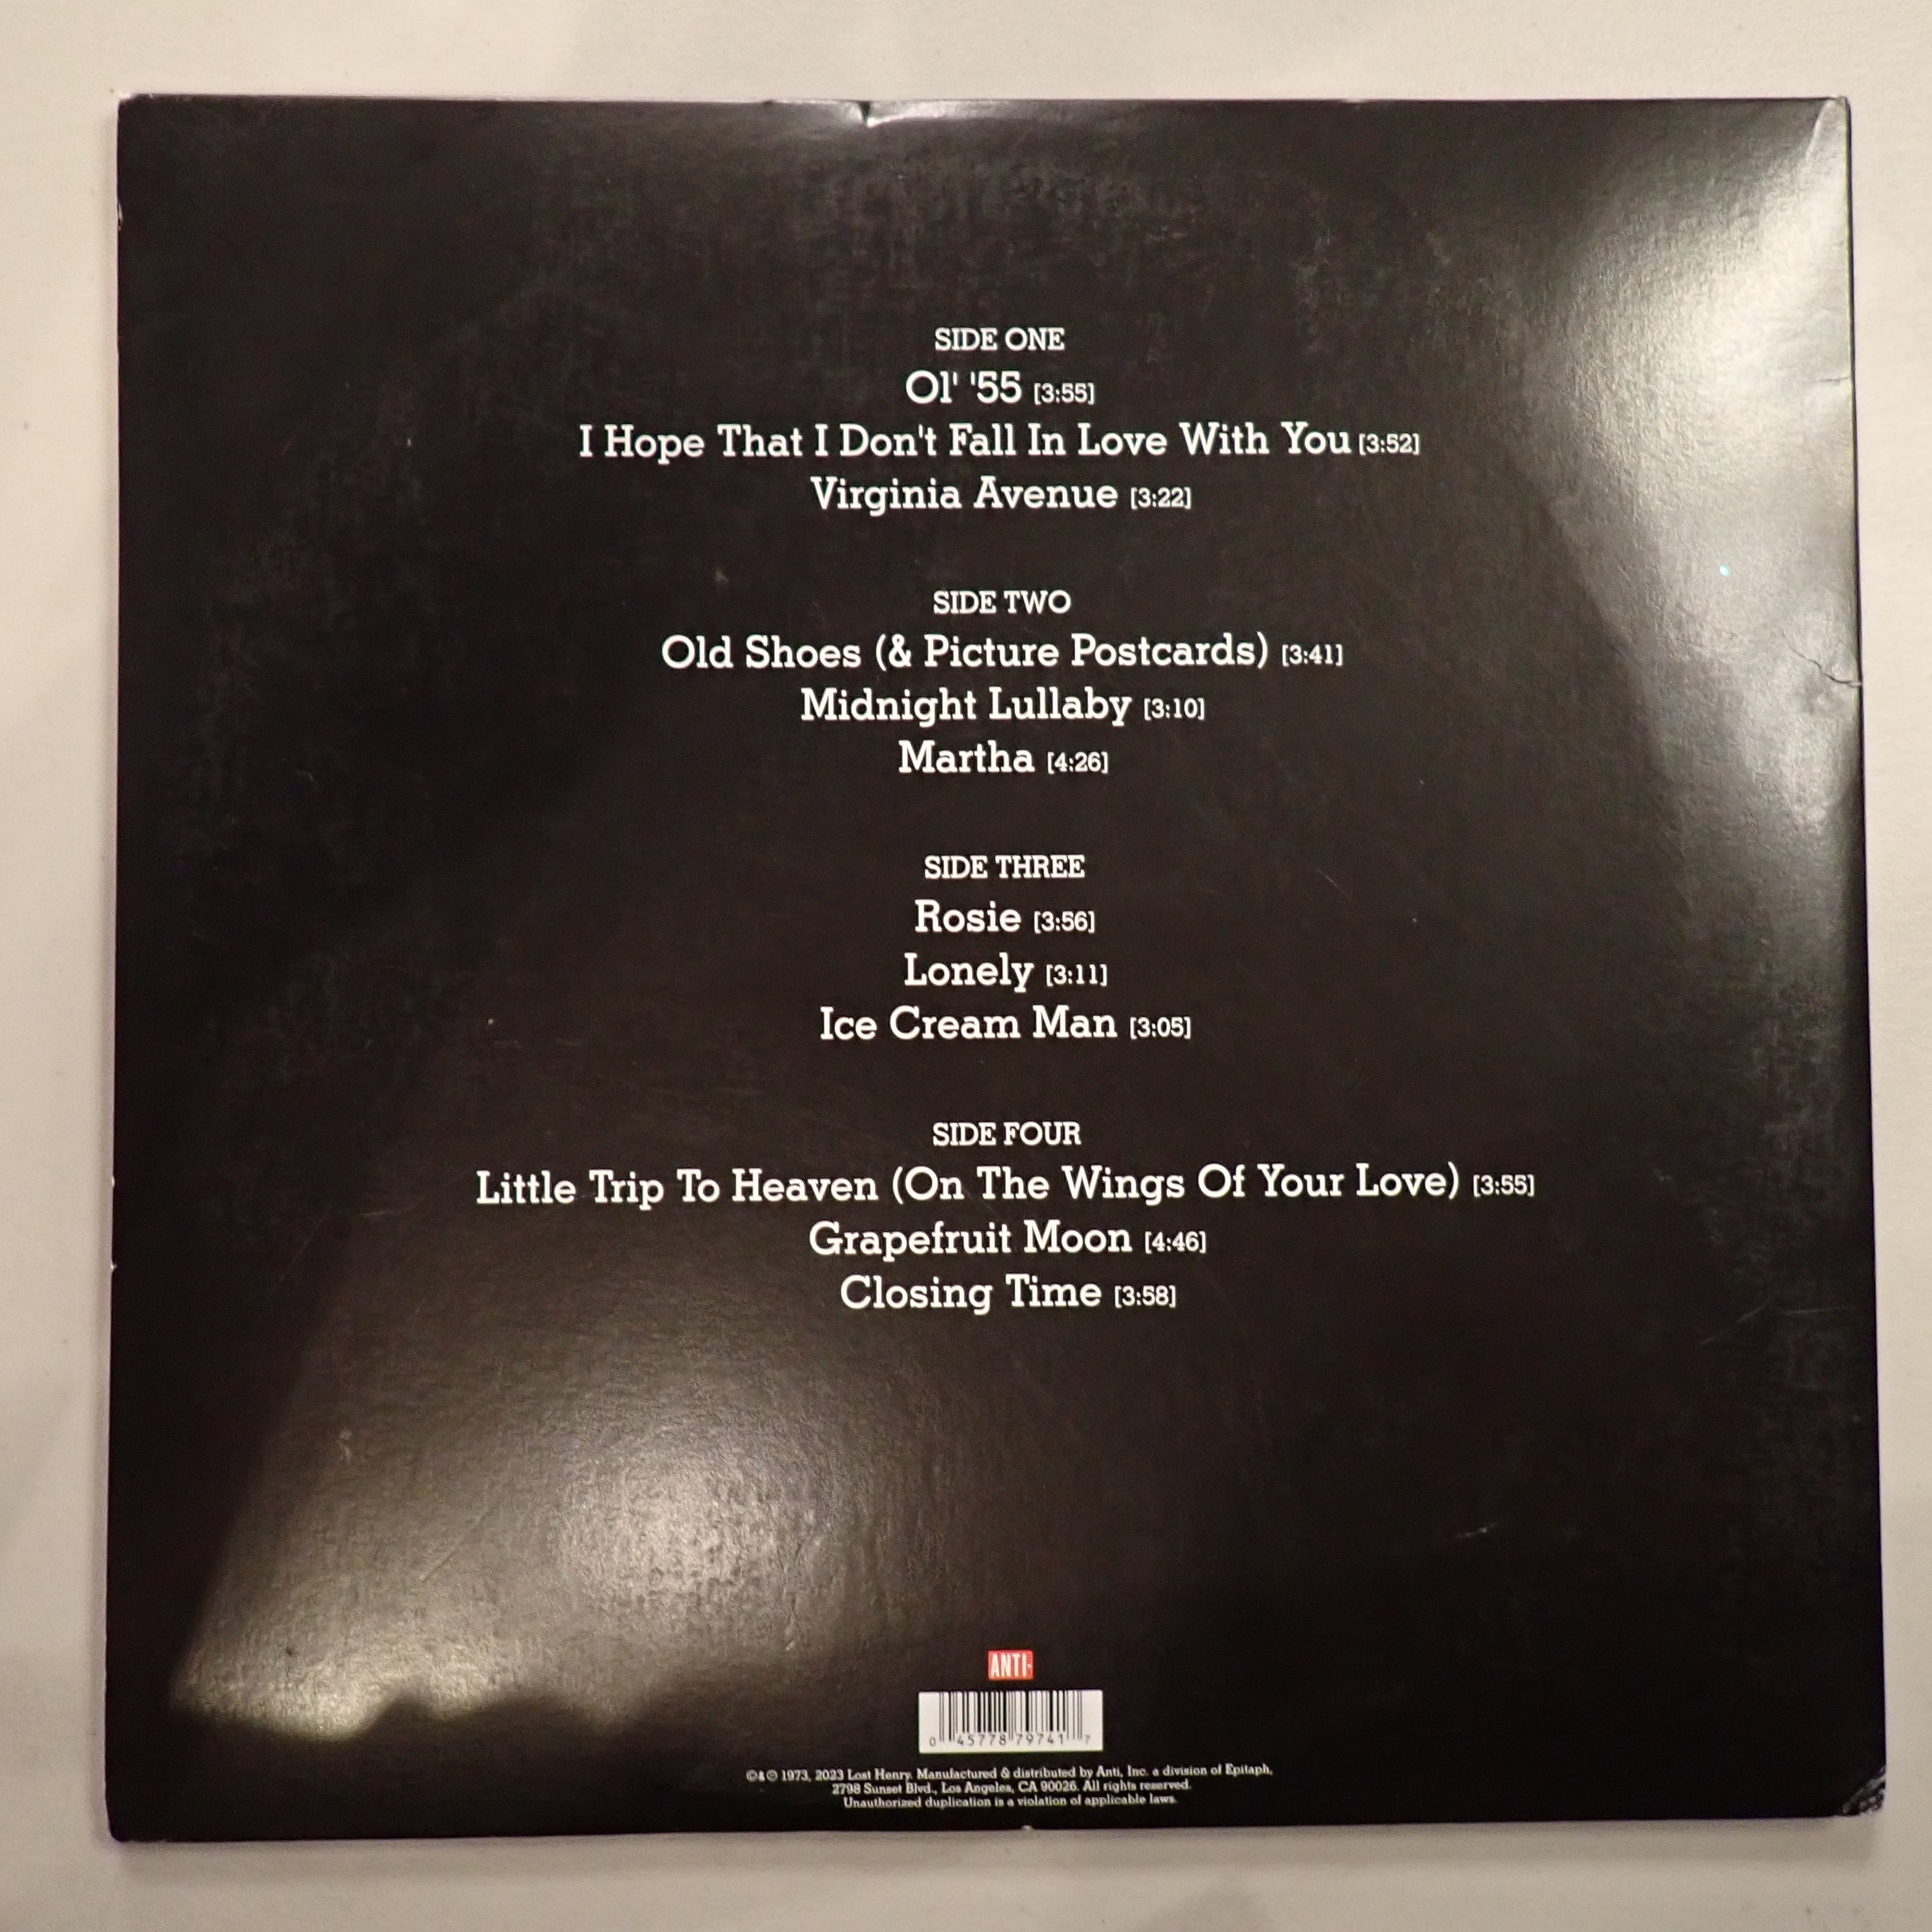 SIDE ONE
Ol' '55 [3:55]
I Hope That I Don't Fall In Love With You [3:52]
Virginia Avenue [3:22]
SIDE TWO
Old Shoes (& Picture Postcards) [3:41]
Midnight Lullaby [3:10]
Martha [4:26]
SIDE THREE
Rosie [3:56]
Lonely [3:11]
Ice Cream Man [3:05]
SIDE FOUR
Little Trip To Heaven (On The Wings Of Your Love) [3:55]
Grapefruit Moon [4:46]
Closing Time [3:58]
ANTI-
0 45778 79741 7
©&℗ 1973, 2023 Lost Henry. Manufactured & distributed by Anti, Inc. a division of Epitaph,
2798 Sunset Blvd., Los Angeles, CA 90026. All rights reserved.
Unauthorized duplication is a violation of applicable laws.